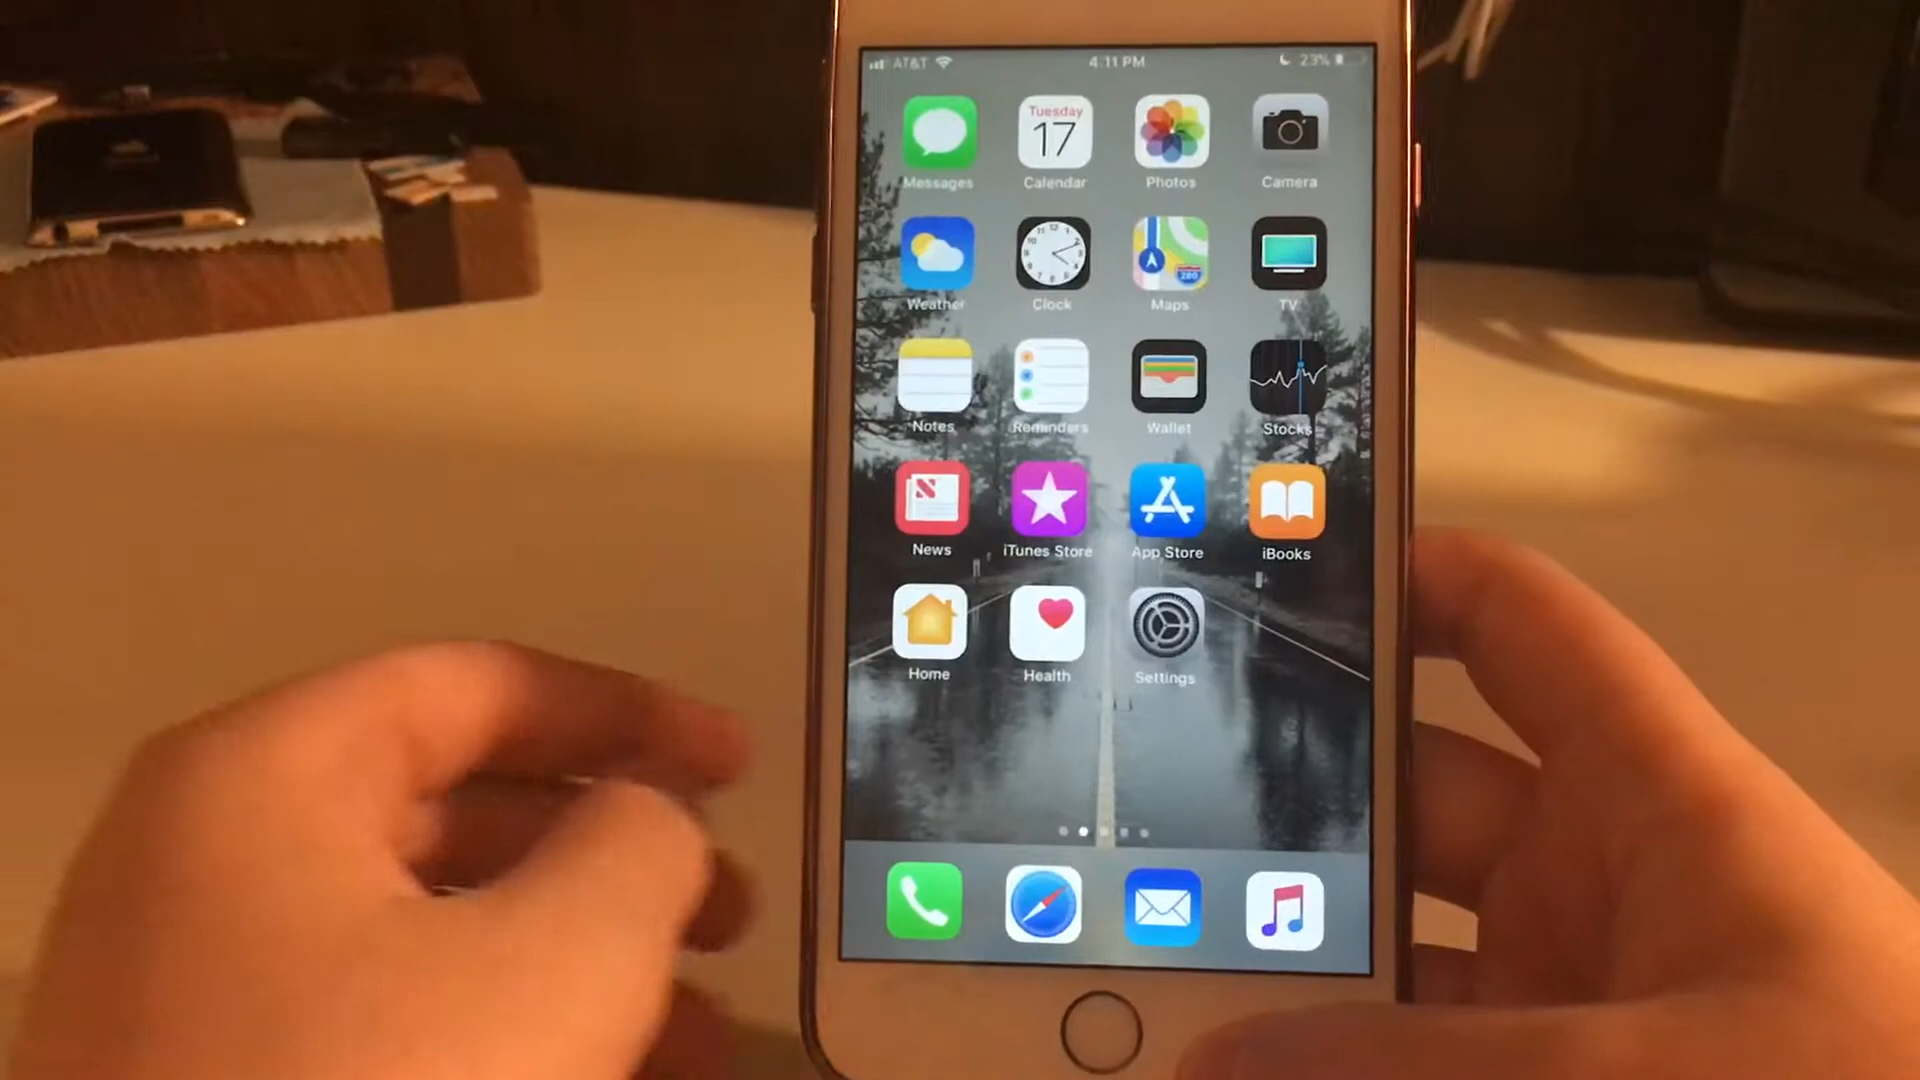 AT&T 4:11 PM 23%
Tuesday
17
Messages Calendar Photos Camera
Weather Clock Maps TV
280
Notes Reminders Wallet Stocks
News iTunes Store App Store iBooks
Home Health Settings